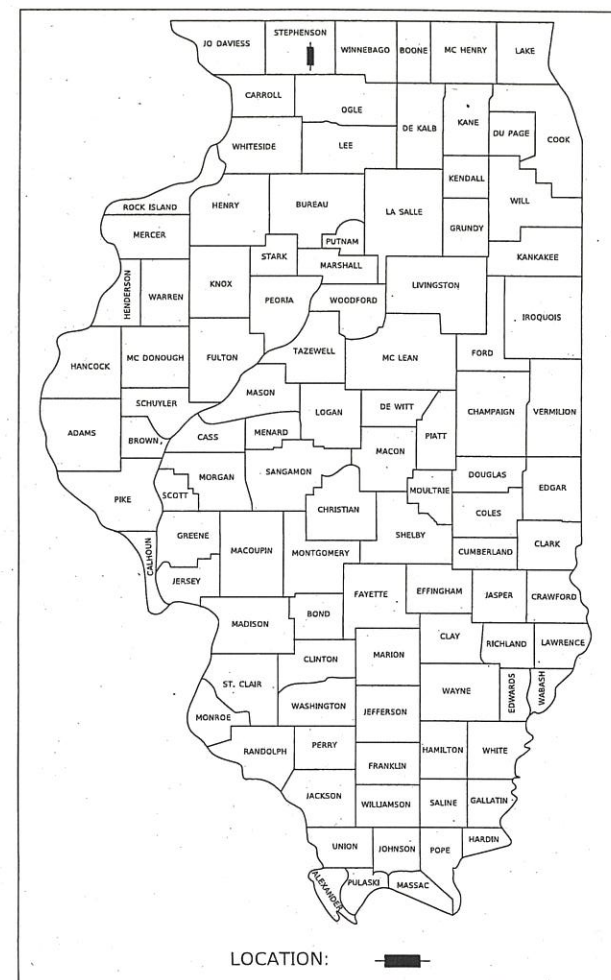 JO DAVIESS
STEPHENSON
WINNEBAGO
BOONE
MC HENRY
LAKE
CARROLL
OGLE
DE KALB
KANE
DU PAGE
COOK
WHITESIDE
LEE
KENDALL
WILL
ROCK ISLAND
HENRY
BUREAU
LA SALLE
GRUNDY
MERCER
PUTNAM
STARK
MARSHALL
KANKAKEE
HENDERSON
WARREN
KNOX
PEORIA
WOODFORD
LIVINGSTON
IROQUOIS
HANCOCK
MC DONOUGH
FULTON
TAZEWELL
MC LEAN
FORD
SCHUYLER
MASON
LOGAN
DE WITT
CHAMPAIGN
VERMILION
ADAMS
BROWN
CASS
MENARD
MACON
PIATT
PIKE
SCOTT
MORGAN
SANGAMON
CHRISTIAN
MOULTRIE
DOUGLAS
EDGAR
COLES
CALHOUN
GREENE
MACOUPIN
MONTGOMERY
SHELBY
CUMBERLAND
CLARK
JERSEY
FAYETTE
EFFINGHAM
JASPER
CRAWFORD
MADISON
BOND
CLAY
RICHLAND
LAWRENCE
CLINTON
MARION
ST. CLAIR
WAYNE
EDWARDS
WABASH
MONROE
WASHINGTON
JEFFERSON
RANDOLPH
PERRY
HAMILTON
WHITE
FRANKLIN
JACKSON
WILLIAMSON
SALINE
GALLATIN
UNION
JOHNSON
POPE
HARDIN
ALEXANDER
PULASKI
MASSAC
LOCATION: